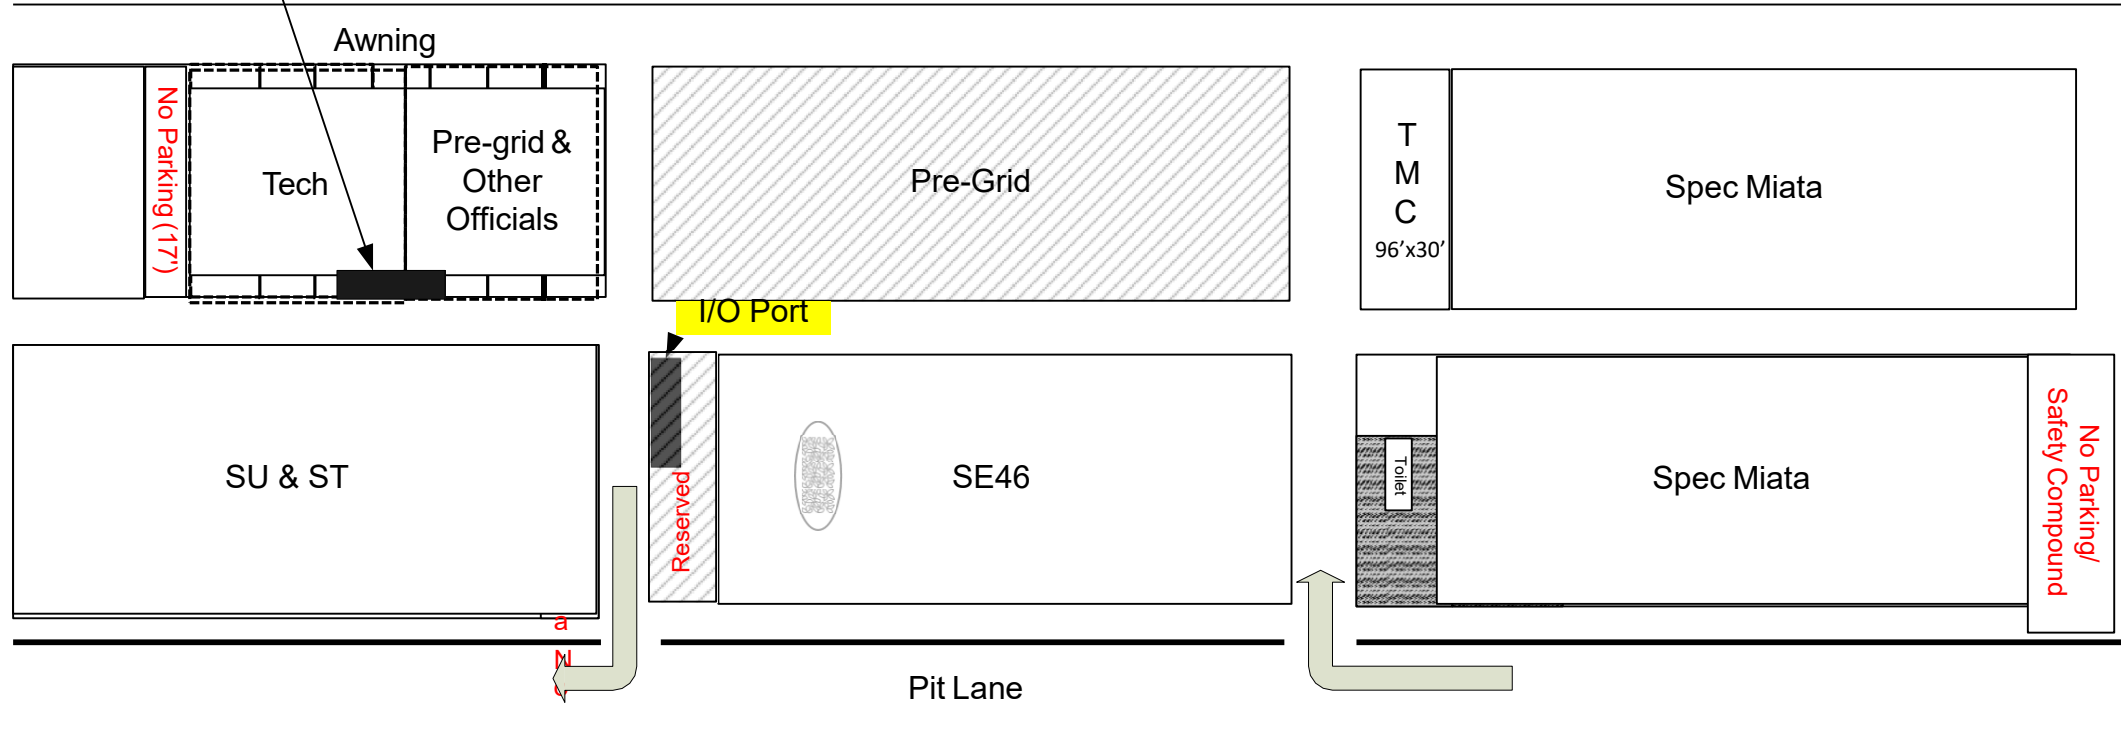 Awning
No Parking (17')
Tech
Pre-grid &
Other
Officials
Pre-Grid
T
M
C
96’x30’
Spec Miata
I/O Port
SU & ST
Reserved
SE46
Toilet
Spec Miata
No Parking/
Safety Compound
a
N
Pit Lane